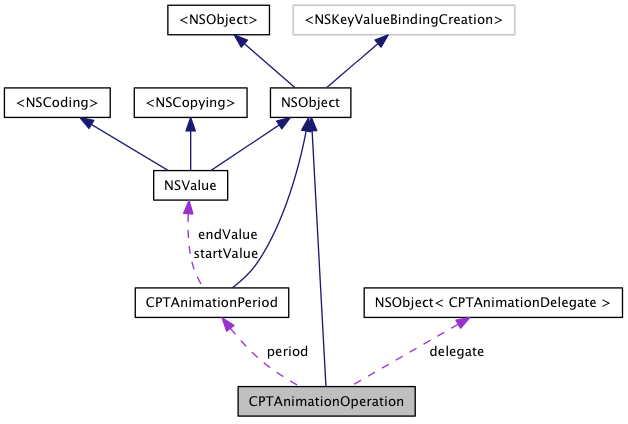 <NSObject>
<NSKeyValueBindingCreation>
<NSCoding>
<NSCopying>
NSObject
NSValue
endValue
startValue
CPTAnimationPeriod
NSObject< CPTAnimationDelegate >
period
delegate
CPTAnimationOperation